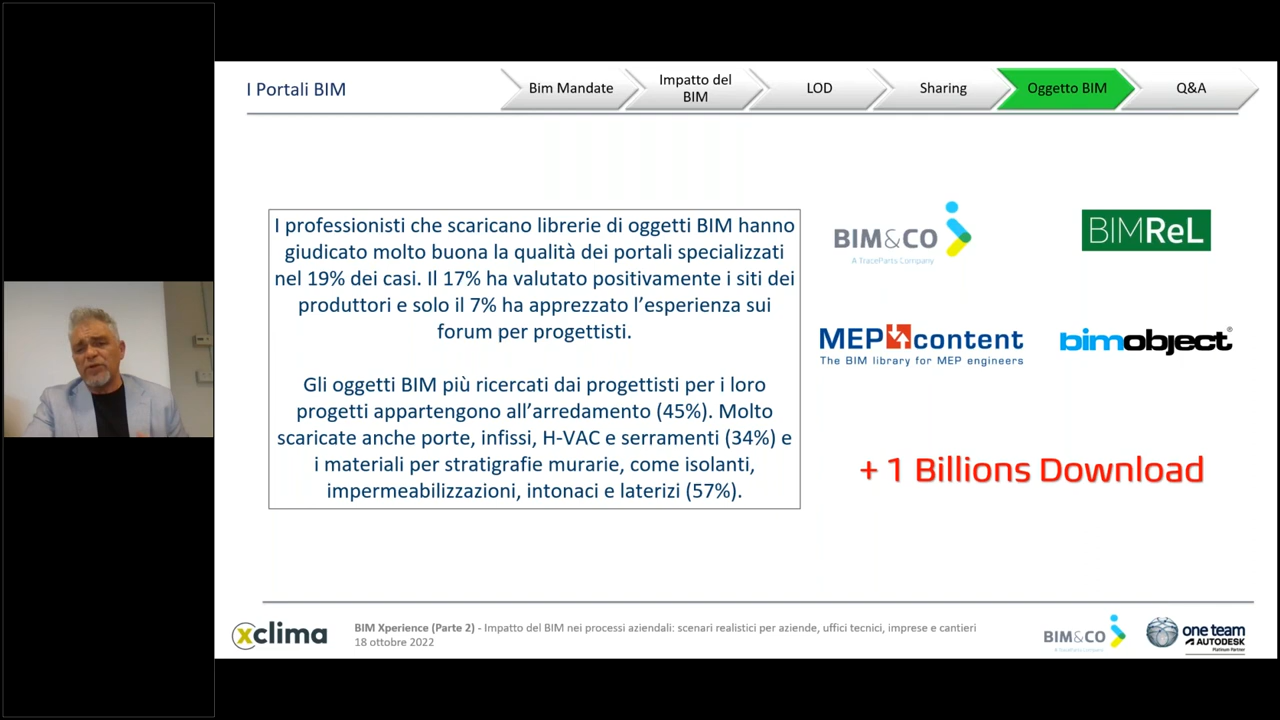 I Portali BIM
Bim Mandate
Impatto del
BIM
LOD
Sharing
Oggetto BIM
Q&A
I professionisti che scaricano librerie di oggetti BIM hanno
giudicato molto buona la qualità dei portali specializzati
nel 19% dei casi. Il 17% ha valutato positivamente i siti dei
produttori e solo il 7% ha apprezzato l'esperienza sui
forum per progettisti.
Gli oggetti BIM più ricercati dai progettisti per i loro
progetti appartengono all'arredamento (45%). Molto
scaricate anche porte, infissi, H-VAC e serramenti (34%) e
i materiali per stratigrafie murarie, come isolanti,
impermeabilizzazioni, intonaci e laterizi (57%).
BIM&CO
A TraceParts Company
BIMReL
MEPcontent
The BIM library for MEP engineers
bimobject®
+ 1 Billions Download
xclima
BIM Xperience (Parte 2) - Impatto del BIM nei processi aziendali: scenari realistici per aziende, uffici tecnici, imprese e cantieri
18 ottobre 2022
BIM&CO
A TraceParts Company
one team
AUTODESK
Platinum Partner